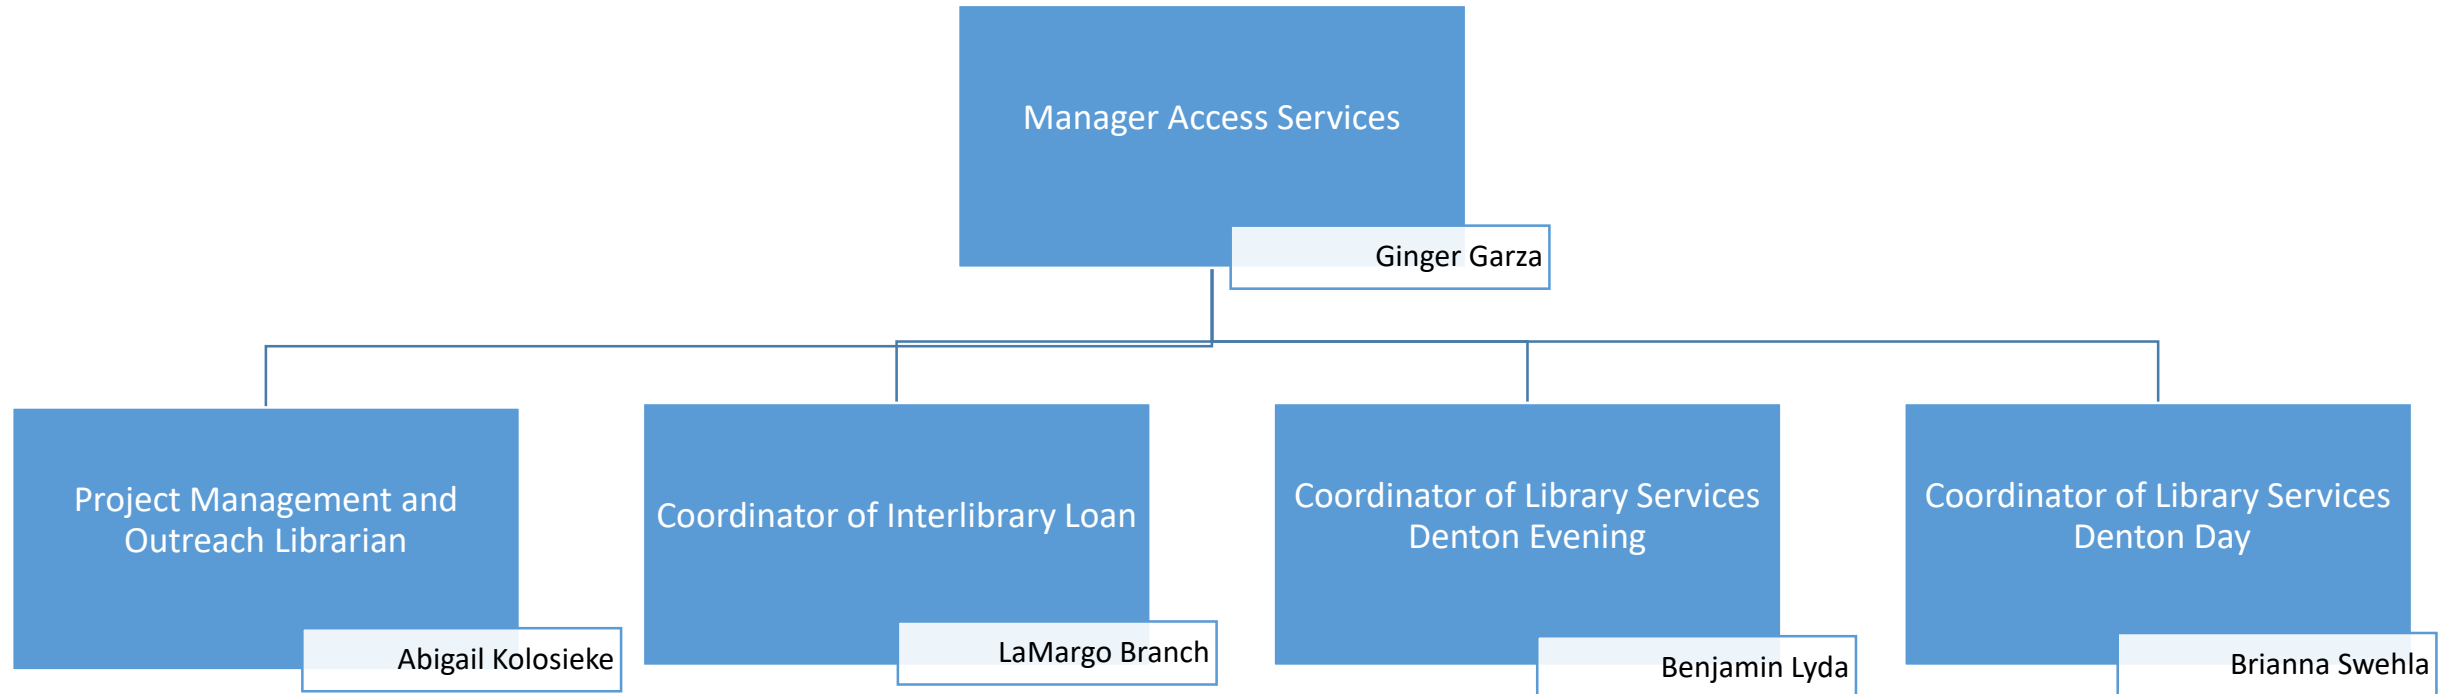 Manager Access Services
Ginger Garza
Project Management and
Outreach Librarian
Abigail Kolosieke
Coordinator of Interlibrary Loan
LaMargo Branch
Coordinator of Library Services
Denton Evening
Benjamin Lyda
Coordinator of Library Services
Denton Day
Brianna Swehla